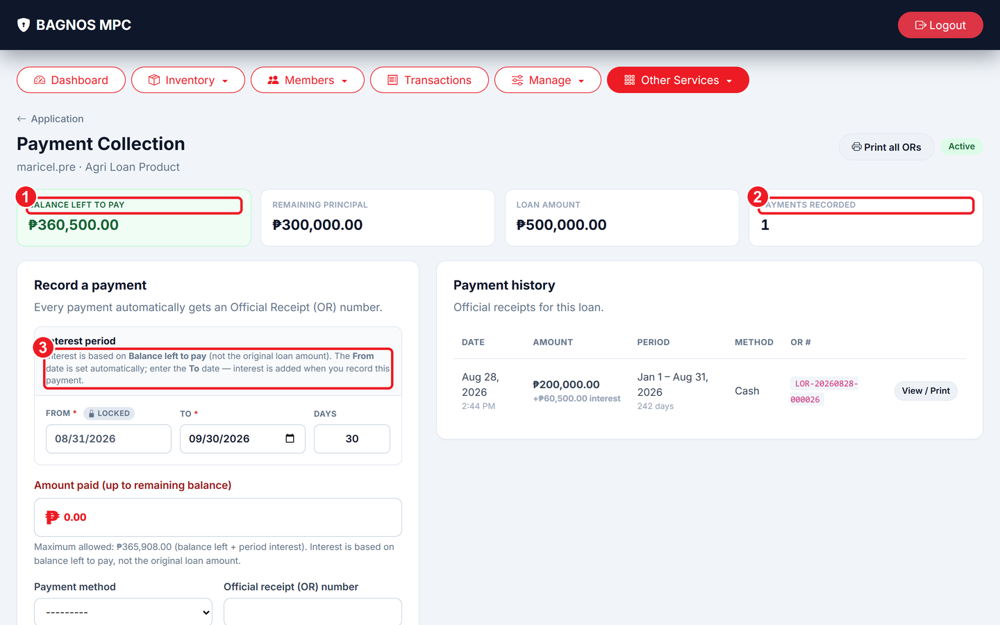 BAGNOS MPC
Logout
Dashboard
Inventory
Members
Transactions
Manage
Other Services
← Application
Payment Collection
maricel.pre · Agri Loan Product
Print all ORs
Active
1
ALANCE LEFT TO PAY
₱360,500.00
REMAINING PRINCIPAL
₱300,000.00
LOAN AMOUNT
₱500,000.00
2
AYMENTS RECORDED
1
Record a payment
Every payment automatically gets an Official Receipt (OR) number.
3
terest period
nterest is based on Balance left to pay (not the original loan amount). The From
date is set automatically; enter the To date — interest is added when you record this
payment.
FROM * LOCKED
TO *
DAYS
08/31/2026
09/30/2026
30
Amount paid (up to remaining balance)
₱ 0.00
Maximum allowed: ₱365,908.00 (balance left + period interest). Interest is based on
balance left to pay, not the original loan amount.
Payment method
Official receipt (OR) number
---------
Payment history
Official receipts for this loan.
DATE
AMOUNT
PERIOD
METHOD
OR #
Aug 28,
2026
2:44 PM
₱200,000.00
+₱60,500.00 interest
Jan 1 – Aug 31,
2026
242 days
Cash
LOR-20260828-
000026
View / Print